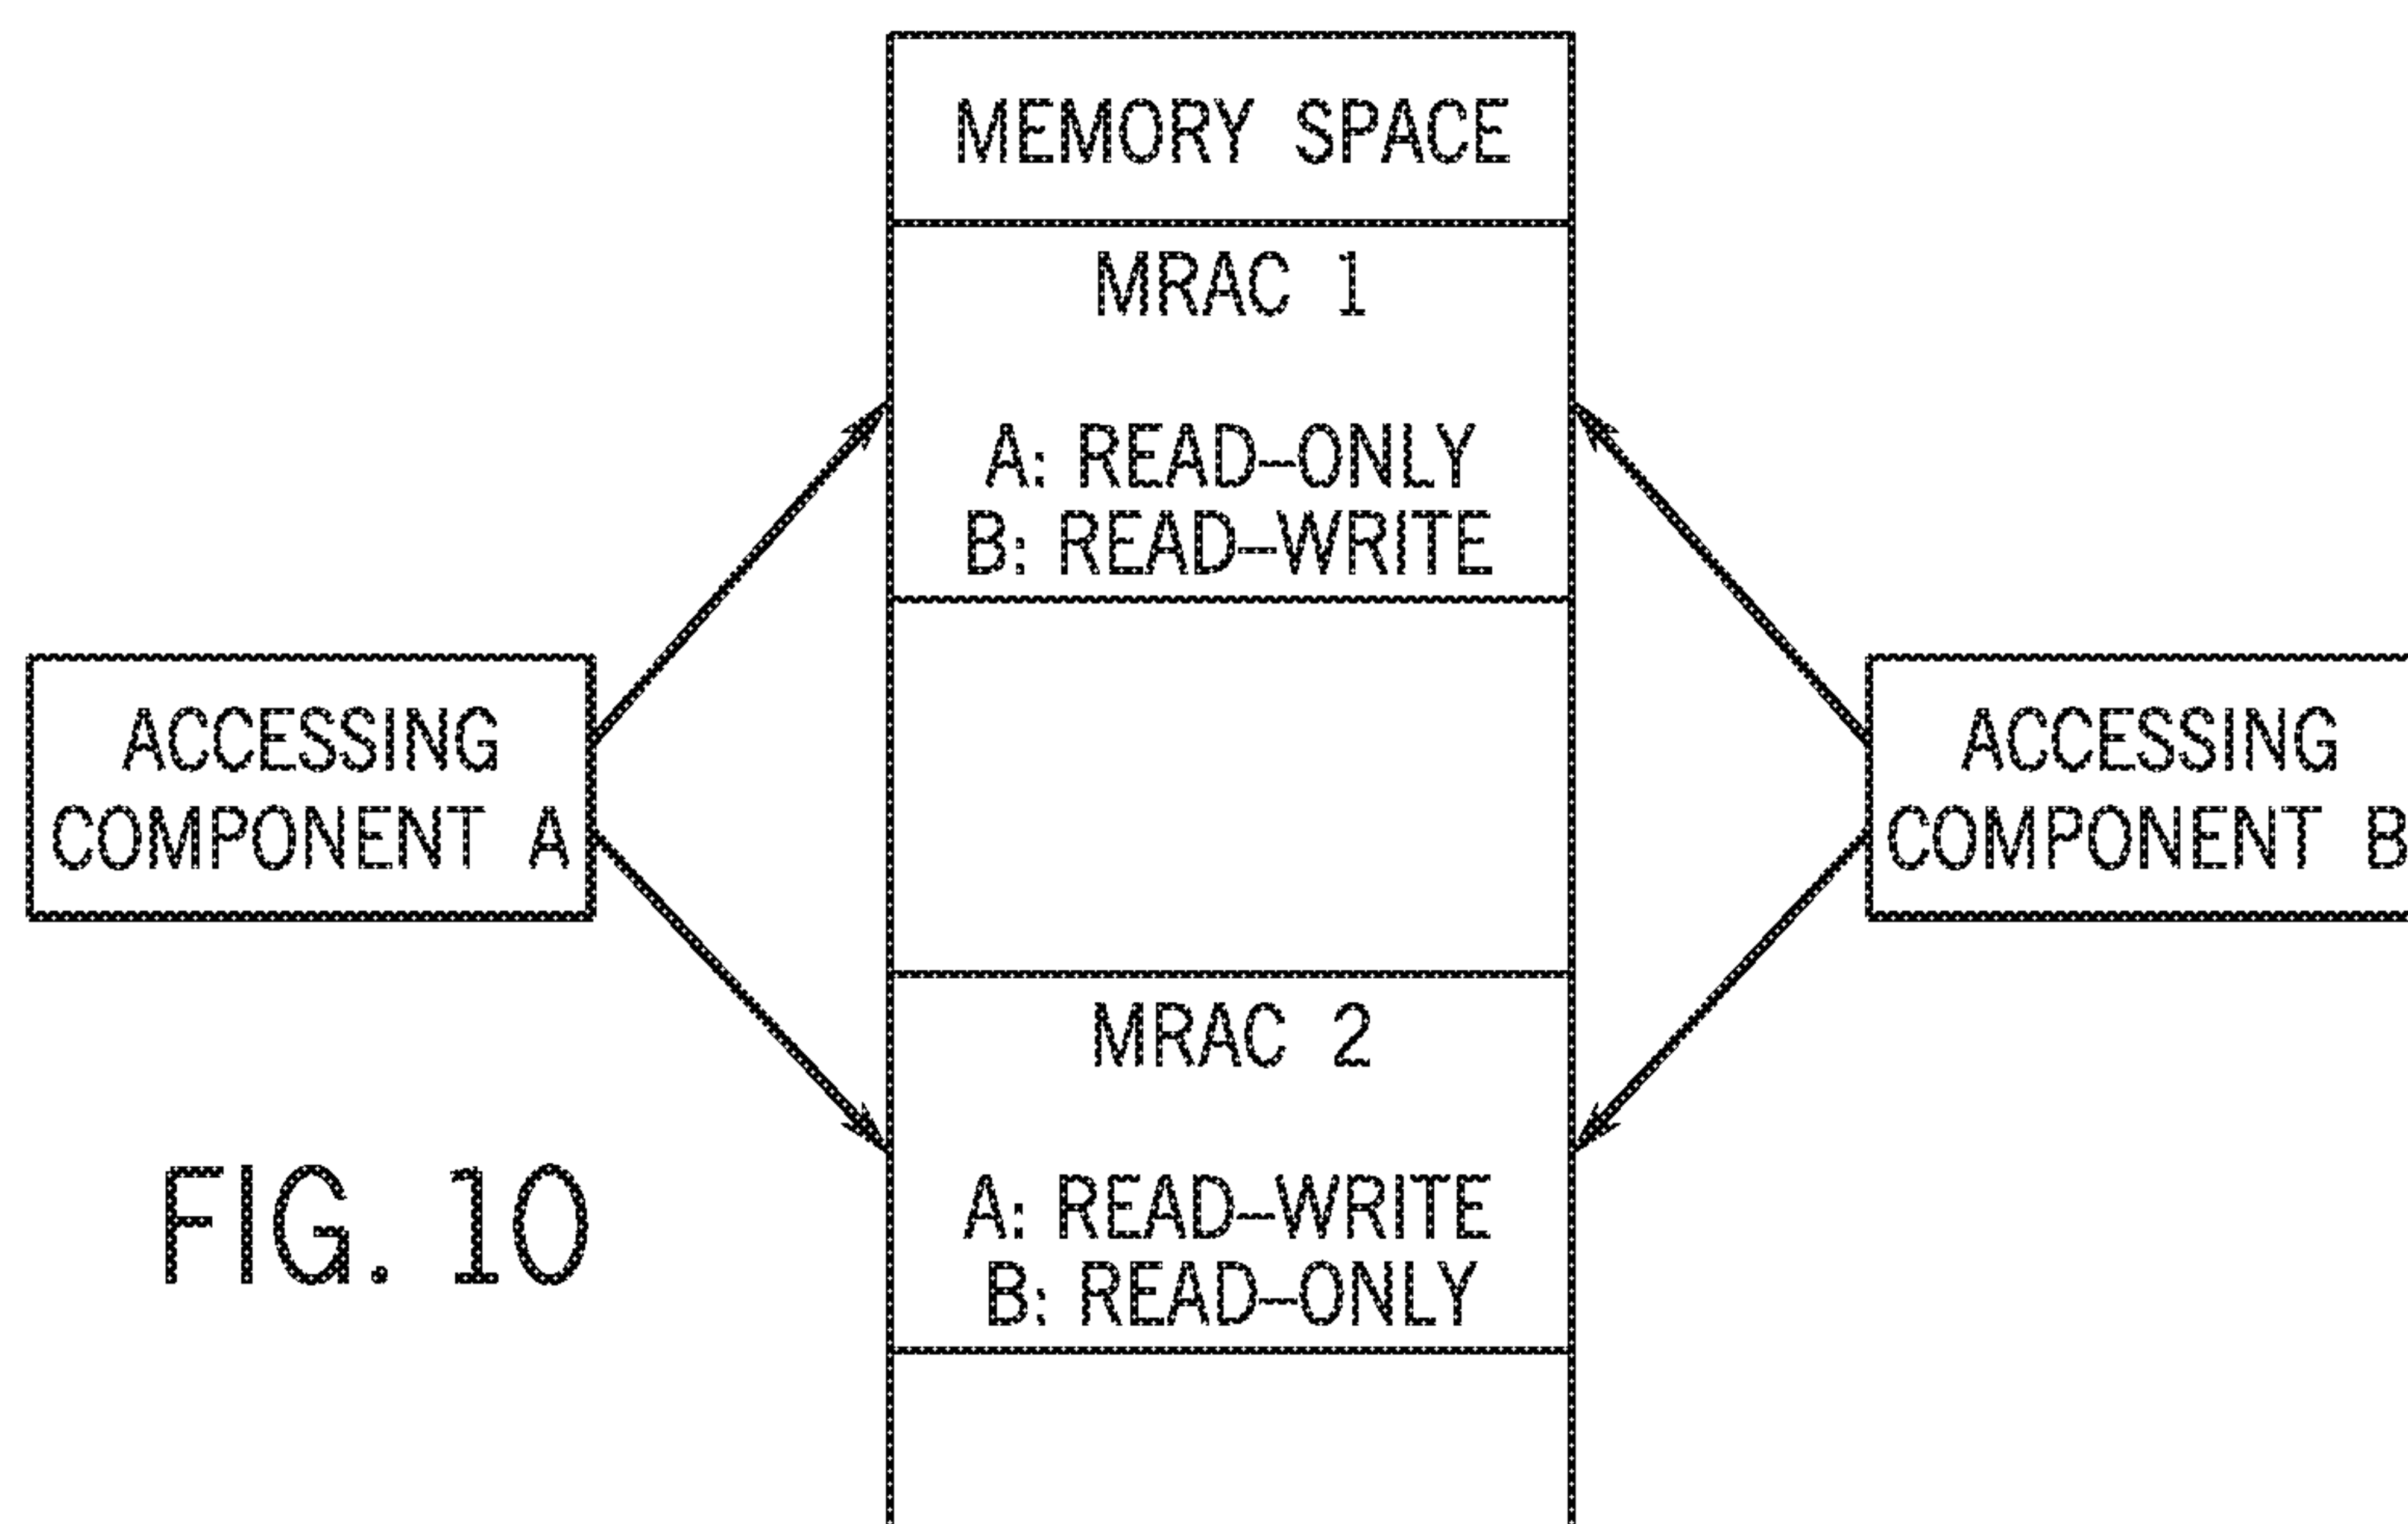 MEMORY SPACE
MRAC 1
A: READ–ONLY
B: READ–WRITE
ACCESSING
COMPONENT A
ACCESSING
COMPONENT B
MRAC 2
A: READ–WRITE
B: READ–ONLY
FIG. 10